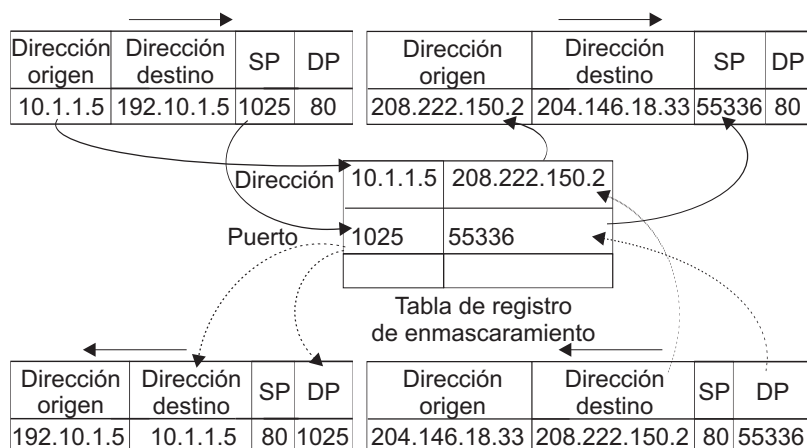 Dirección origen
Dirección destino
SP
DP
10.1.1.5
192.10.1.5
1025
80
Dirección origen
Dirección destino
SP
DP
208.222.150.2
204.146.18.33
55336
80
Dirección
10.1.1.5
208.222.150.2
Puerto
1025
55336
Tabla de registro
de enmascaramiento
Dirección origen
Dirección destino
SP
DP
192.10.1.5
10.1.1.5
80
1025
Dirección origen
Dirección destino
SP
DP
204.146.18.33
208.222.150.2
80
55336